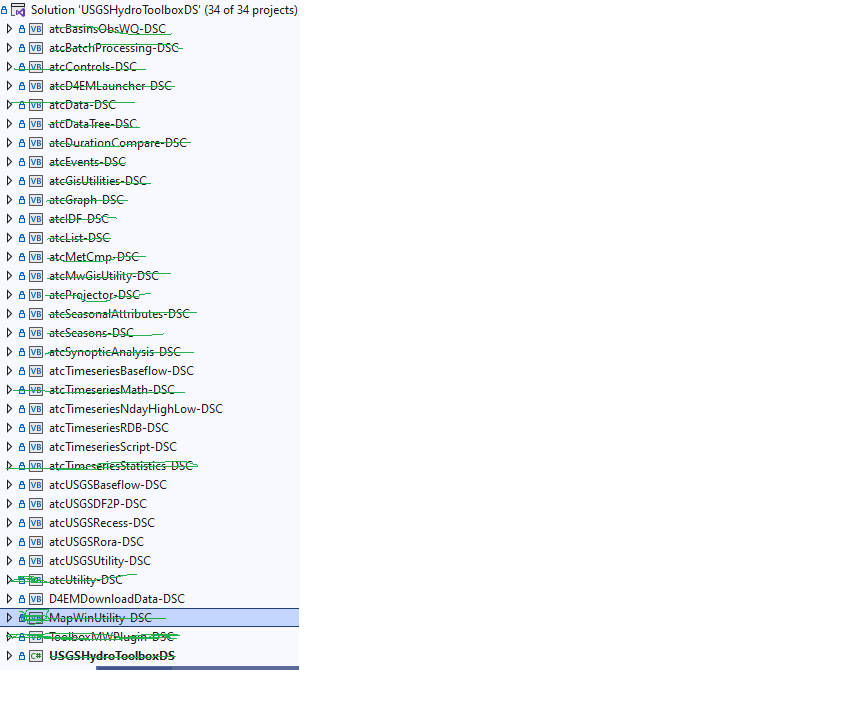 Solution 'USGSHydroToolboxDS' (34 of 34 projects)
VB atcBasinsObsWQ-DSC
VB atcBatchProcessing-DSC
VB atcControls-DSC
VB atcD4EMLauncher-DSC
VB atcData-DSC
VB atcDataTree-DSC
VB atcDurationCompare-DSC
VB atcEvents-DSC
VB atcGisUtilities-DSC
VB atcGraph-DSC
VB atcIDF-DSC
VB atcList-DSC
VB atcMetCmp-DSC
VB atcMwGisUtility-DSC
VB atcProjector-DSC
VB atcSeasonalAttributes-DSC
VB atcSeasons-DSC
VB atcSynopticAnalysis-DSC
VB atcTimeseriesBaseflow-DSC
VB atcTimeseriesMath-DSC
VB atcTimeseriesNdayHighLow-DSC
VB atcTimeseriesRDB-DSC
VB atcTimeseriesScript-DSC
VB atcTimeseriesStatistics-DSC
VB atcUSGSBaseflow-DSC
VB atcUSGSDF2P-DSC
VB atcUSGSRecess-DSC
VB atcUSGSRora-DSC
VB atcUSGSUtility-DSC
VB atcUtility-DSC
VB D4EMDownloadData-DSC
MapWinUtility-DSC
VB ToolboxMWPlugin-DSC
C# USGSHydroToolboxDS